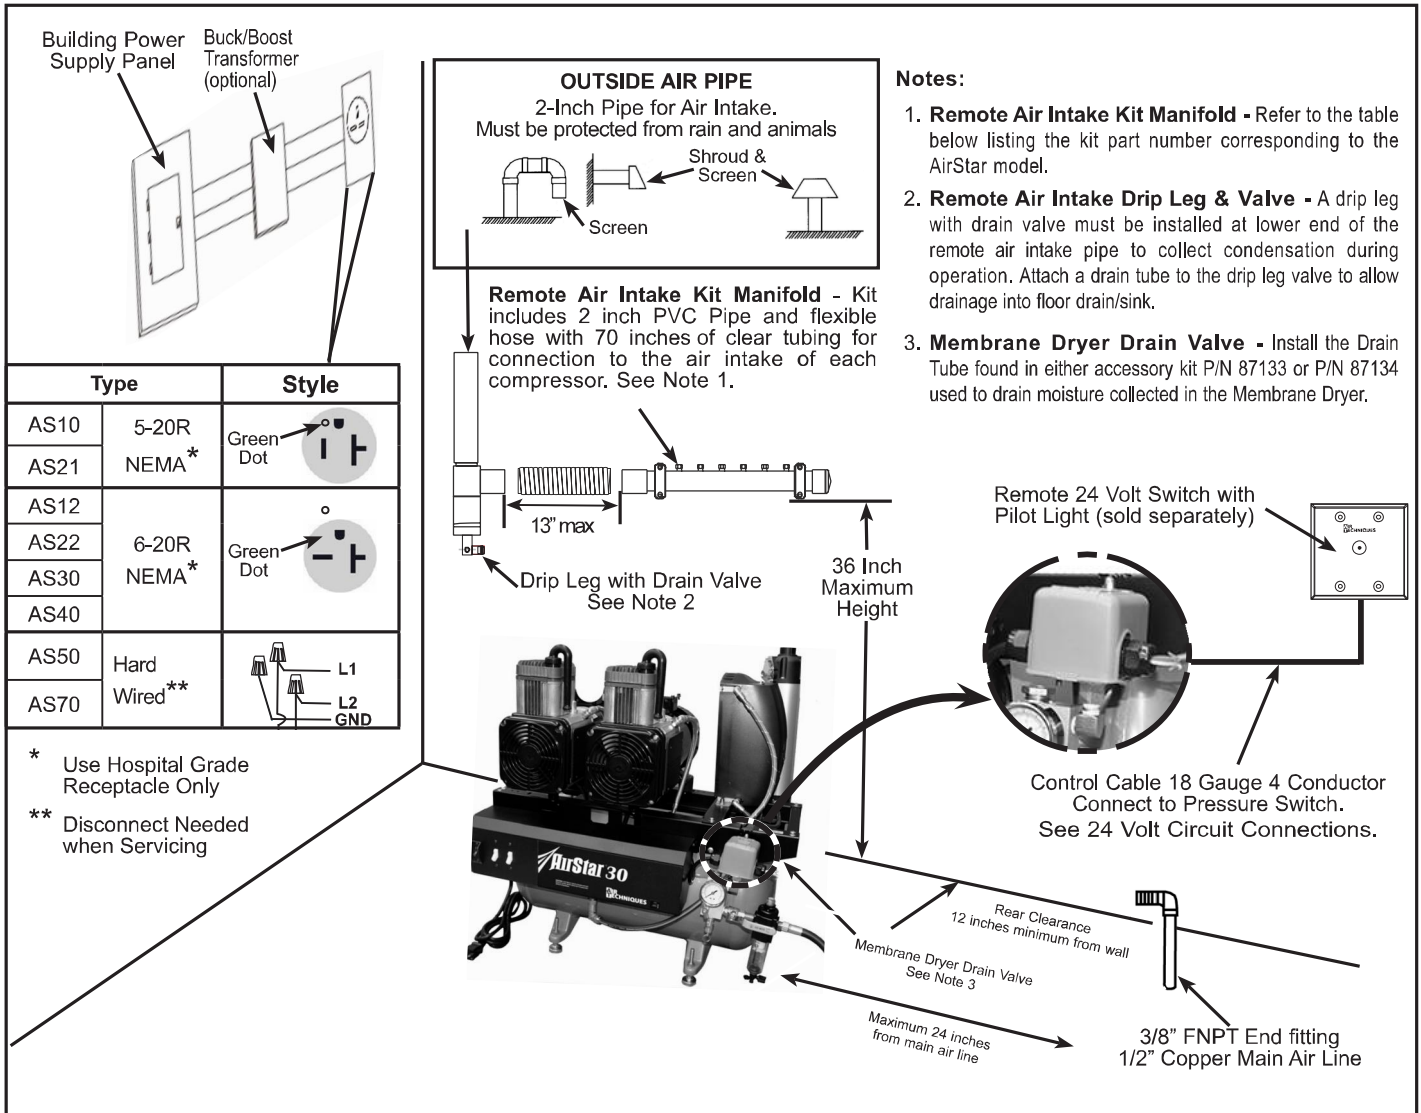 Building Power
Supply Panel
Buck/Boost
Transformer
(optional)
OUTSIDE AIR PIPE
2-Inch Pipe for Air Intake.
Must be protected from rain and animals
Shroud &
Screen
Screen
Notes:
1. Remote Air Intake Kit Manifold - Refer to the table
below listing the kit part number corresponding to the
AirStar model.
2. Remote Air Intake Drip Leg & Valve - A drip leg
with drain valve must be installed at lower end of the
remote air intake pipe to collect condensation during
operation. Attach a drain tube to the drip leg valve to allow
drainage into floor drain/sink.
3. Membrane Dryer Drain Valve - Install the Drain
Tube found in either accessory kit P/N 87133 or P/N 87134
used to drain moisture collected in the Membrane Dryer.
Remote Air Intake Kit Manifold - Kit
includes 2 inch PVC Pipe and flexible
hose with 70 inches of clear tubing for
connection to the air intake of each
compressor. See Note 1.
Type Style
AS10
AS21
5-20R
NEMA*
Green
Dot
AS12
AS22
AS30
AS40
6-20R
NEMA*
Green
Dot
AS50
AS70
Hard
Wired**
L1
L2
GND
* Use Hospital Grade
Receptacle Only
** Disconnect Needed
when Servicing
13” max
Drip Leg with Drain Valve
See Note 2
36 Inch
Maximum
Height
Remote 24 Volt Switch with
Pilot Light (sold separately)
AIR
TECHNIQUES
Control Cable 18 Gauge 4 Conductor
Connect to Pressure Switch.
See 24 Volt Circuit Connections.
AirStar 30
AIR
TECHNIQUES
Rear Clearance
12 inches minimum from wall
Membrane Dryer Drain Valve
See Note 3
Maximum 24 inches
from main air line
3/8” FNPT End fitting
1/2” Copper Main Air Line